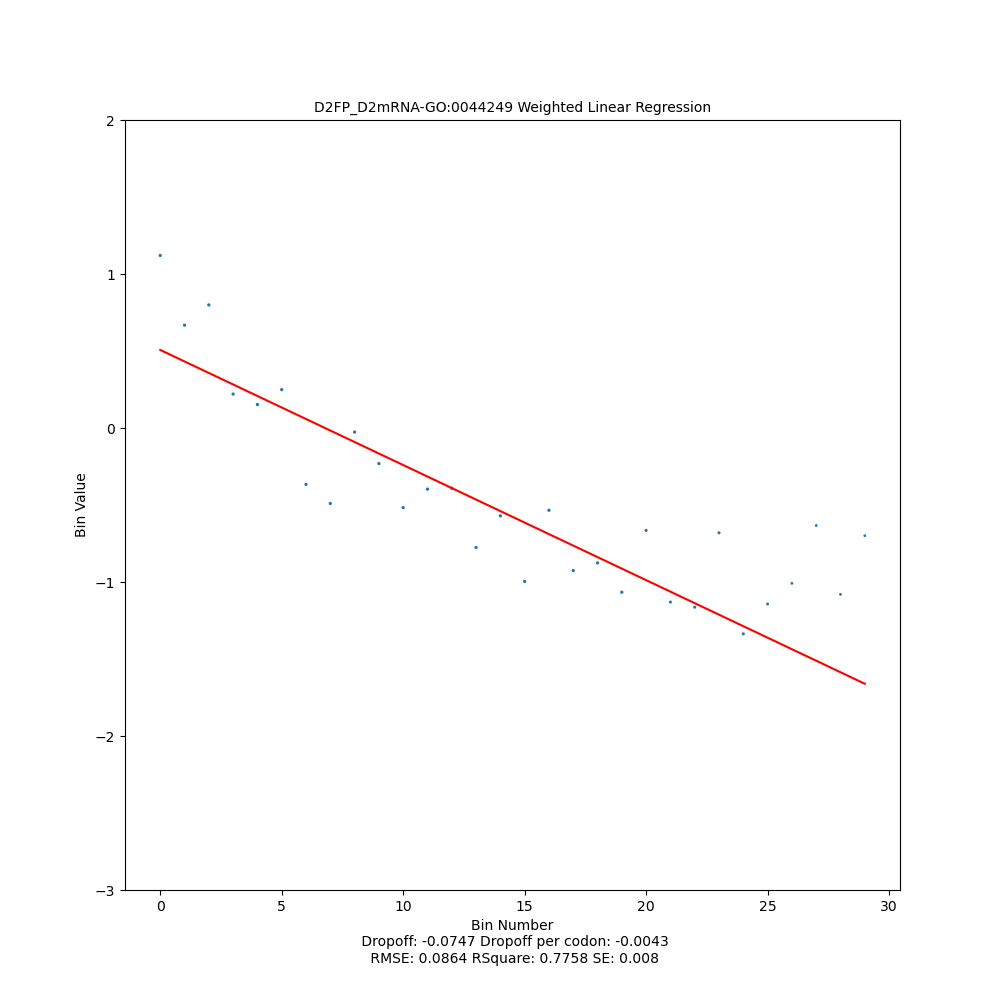 D2FP_D2mRNA-GO:0044249 Weighted Linear Regression
2
1
0
−1
−2
−3
Bin Value
0 5 10 15 20 25 30
Bin Number
Dropoff: -0.0747 Dropoff per codon: -0.0043
RMSE: 0.0864 RSquare: 0.7758 SE: 0.008